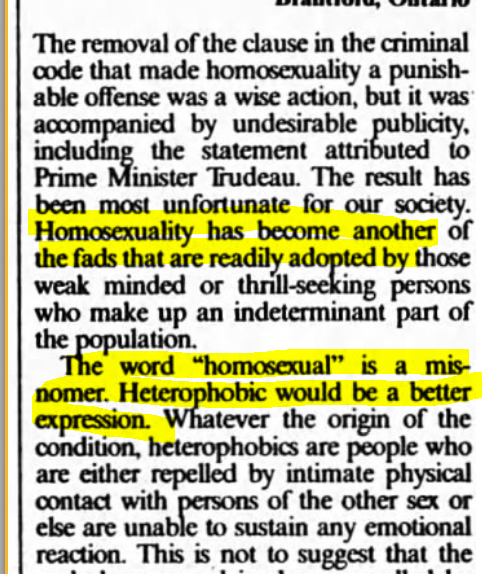 Brantford, Ontario
The removal of the clause in the criminal
code that made homosexuality a punish-
able offense was a wise action, but it was
accompanied by undesirable publicity,
including the statement attributed to
Prime Minister Trudeau. The result has
been most unfortunate for our society.
Homosexuality has become another of
the fads that are readily adopted by those
weak minded or thrill-seeking persons
who make up an indeterminant part of
the population.
The word “homosexual” is a mis-
nomer. Heterophobic would be a better
expression. Whatever the origin of the
condition, heterophobics are people who
are either repelled by intimate physical
contact with persons of the other sex or
else are unable to sustain any emotional
reaction. This is not to suggest that the